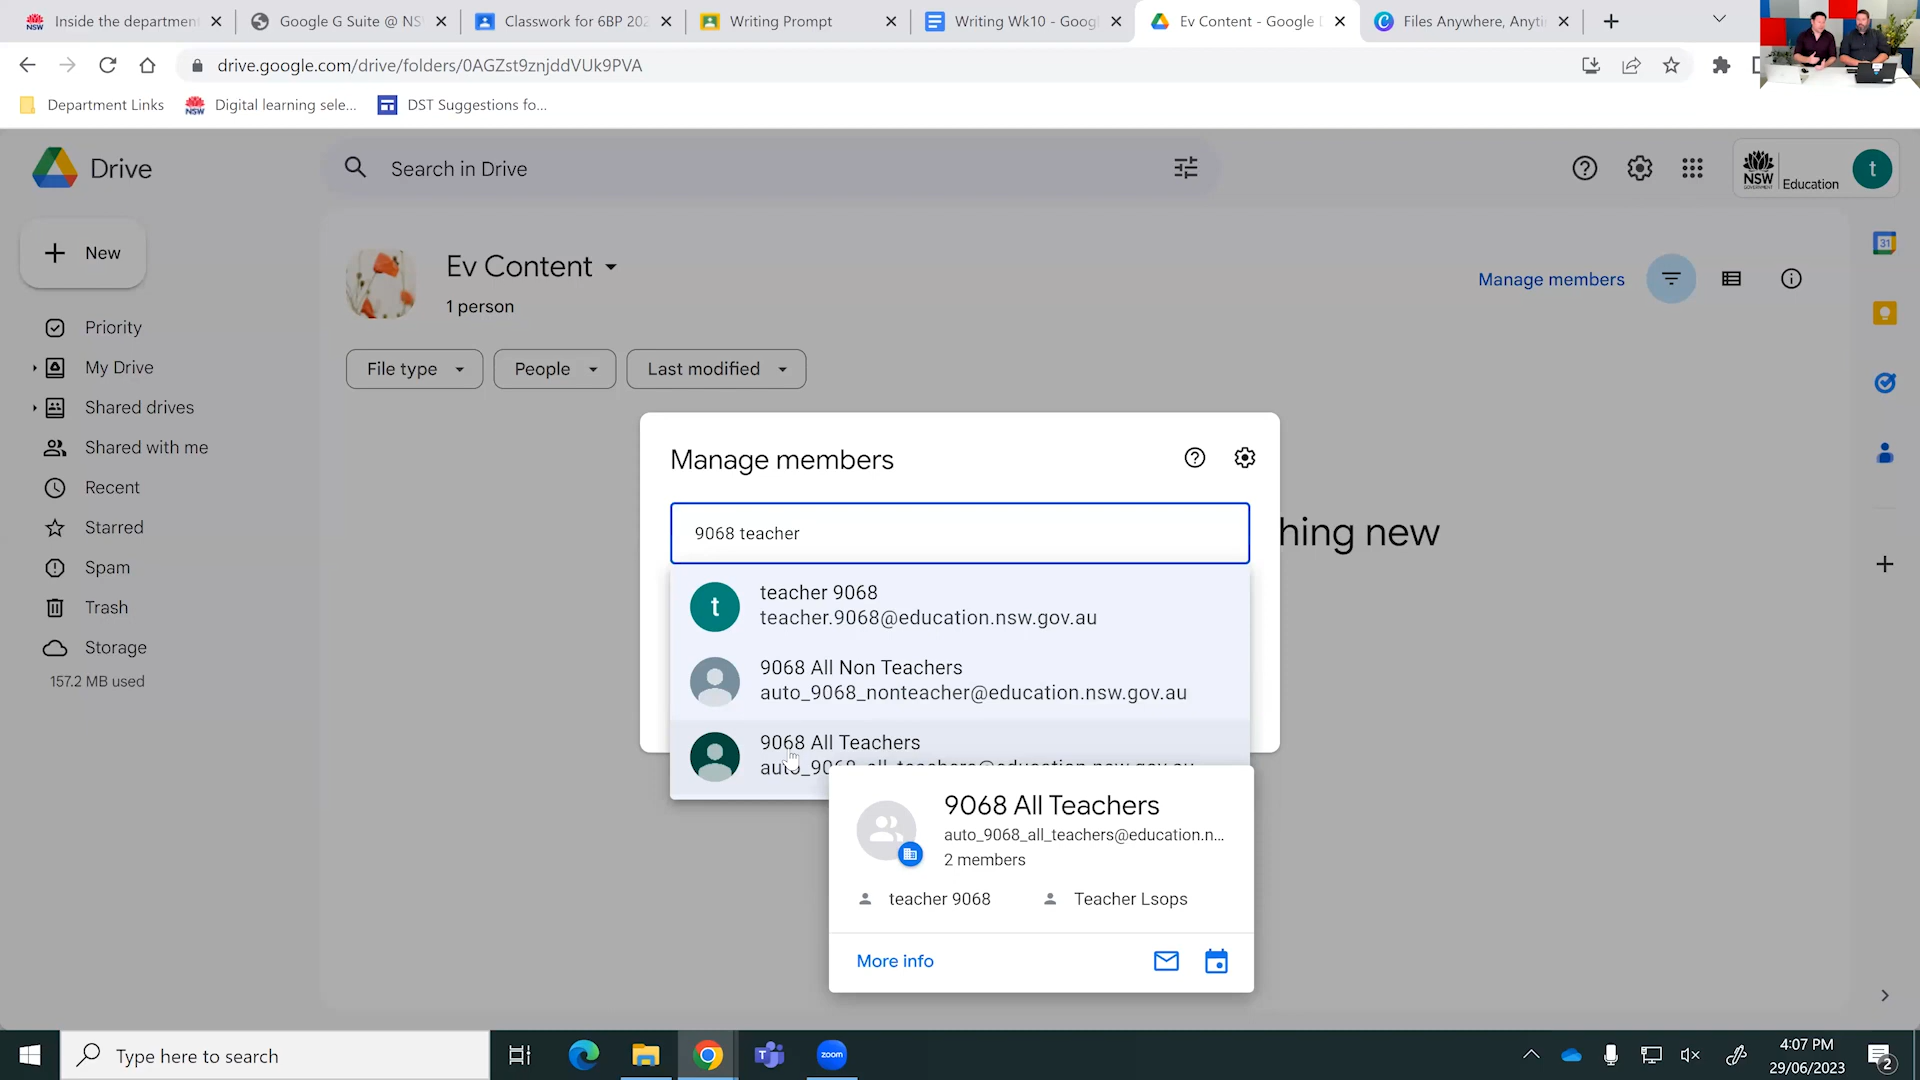 Inside the department
Google G Suite @ NS
Classwork for 6BP 202
Writing Prompt
Writing Wk10 - Goog
Ev Content - Google D
Files Anywhere, Anyti
drive.google.com/drive/folders/0AGZst9znjddVUk9PVA
Department Links
Digital learning sele...
DST Suggestions fo...
Drive
Search in Drive
NSW
GOVERNMENT
Education
t
New
Ev Content
1 person
Manage members
31
Priority
My Drive
Shared drives
Shared with me
Recent
Starred
Spam
Trash
Storage
157.2 MB used
File type
People
Last modified
Manage members
9068 teacher
hing new
t
teacher 9068
teacher.9068@education.nsw.gov.au
9068 All Non Teachers
auto_9068_nonteacher@education.nsw.gov.au
9068 All Teachers
auto_9068_all_teachers@education.nsw.gov.au
9068 All Teachers
auto_9068_all_teachers@education.n...
2 members
teacher 9068
Teacher Lsops
More info
Type here to search
zoom
4:07 PM
29/06/2023
2